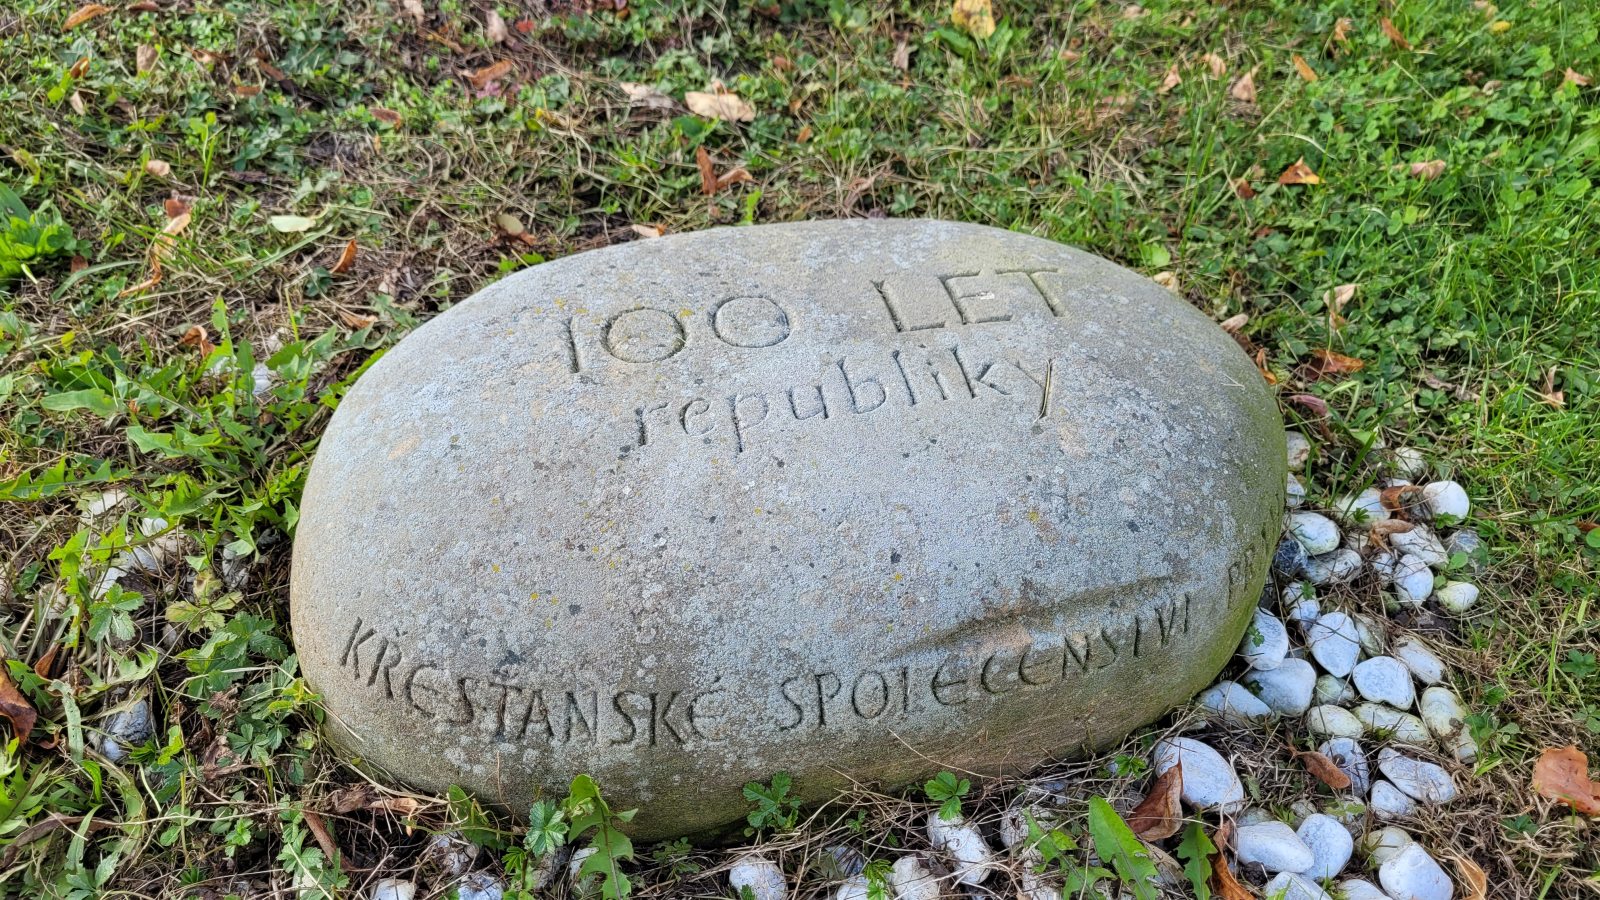 100 LET
republiky
KŘESŤANSKÉ SPOLEČENSTVÍ